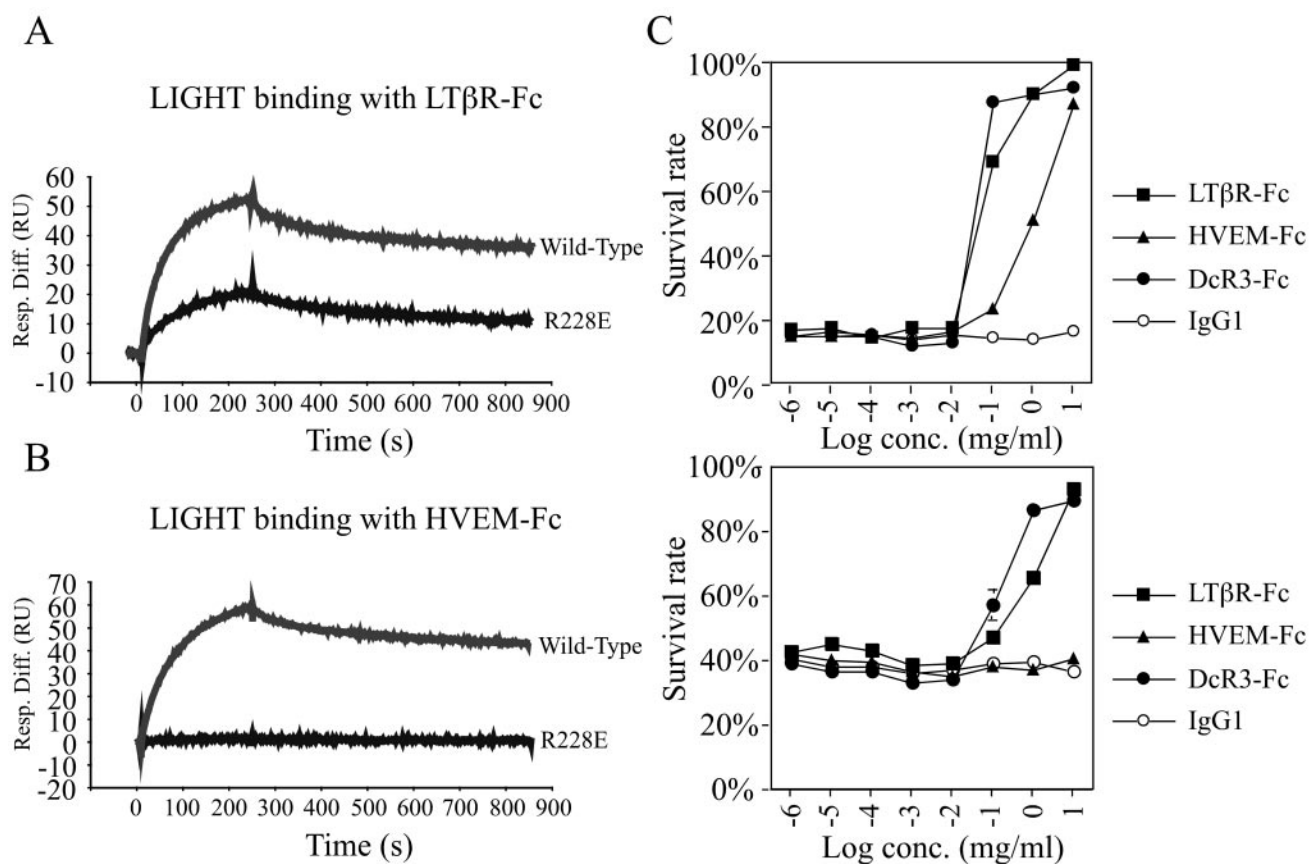 A
LIGHT binding with LTβR-Fc
Resp. Diff. (RU)
60
50
40
30
20
10
0
-10
Wild-Type
R228E
0 100 200 300 400 500 600 700 800 900
Time (s)
B
LIGHT binding with HVEM-Fc
Resp. Diff. (RU)
70
60
50
40
30
20
10
0
-10
-20
Wild-Type
R228E
0 100 200 300 400 500 600 700 800 900
Time (s)
C
Survival rate
100%
80%
60%
40%
20%
0%
-6 -5 -4 -3 -2 -1 0 1
Log conc. (mg/ml)
LTβR-Fc
HVEM-Fc
DcR3-Fc
IgG1
Survival rate
100%
80%
60%
40%
20%
0%
-6 -5 -4 -3 -2 -1 0 1
Log conc. (mg/ml)
LTβR-Fc
HVEM-Fc
DcR3-Fc
IgG1